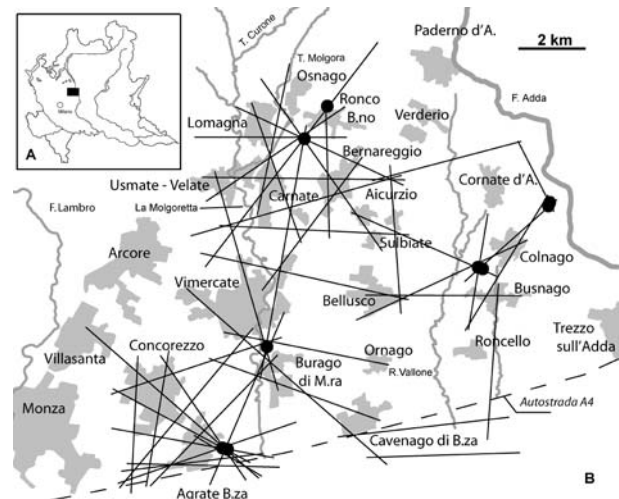 A
Milano
T. Curone
Paderno d'A.
2 km
T. Molgora
Osnago
F. Adda
Ronco
B.no
Verderio
Lomagna
Bernareggio
Usmate - Velate
Carnate
Aicurzio
Cornate d'A.
F.Lambro
La Molgoretta
Sulbiate
Arcore
Colnago
Vimercate
Bellusco
Busnago
Concorezzo
Roncello
Trezzo
sull'Adda
Villasanta
Burago
di M.ra
Ornago
R.Vallone
Monza
Autostrada A4
Cavenago di B.za
Agrate B.za
B